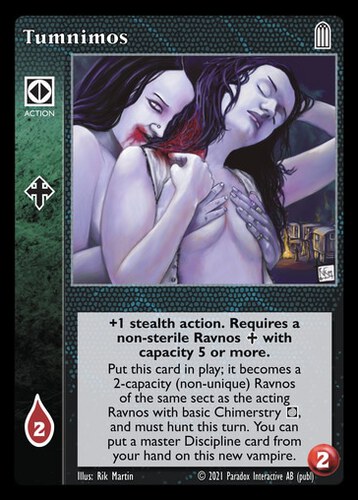 Tumnimos
ACTION
+1 stealth action. Requires a
non-sterile Ravnos with
capacity 5 or more.
Put this card in play; it becomes a
2-capacity (non-unique) Ravnos
of the same sect as the acting
Ravnos with basic Chimerstry ,
and must hunt this turn. You can
put a master Discipline card from
your hand on this new vampire.
2
2
Illus: Rik Martin © 2021 Paradox Interactive AB (publ)